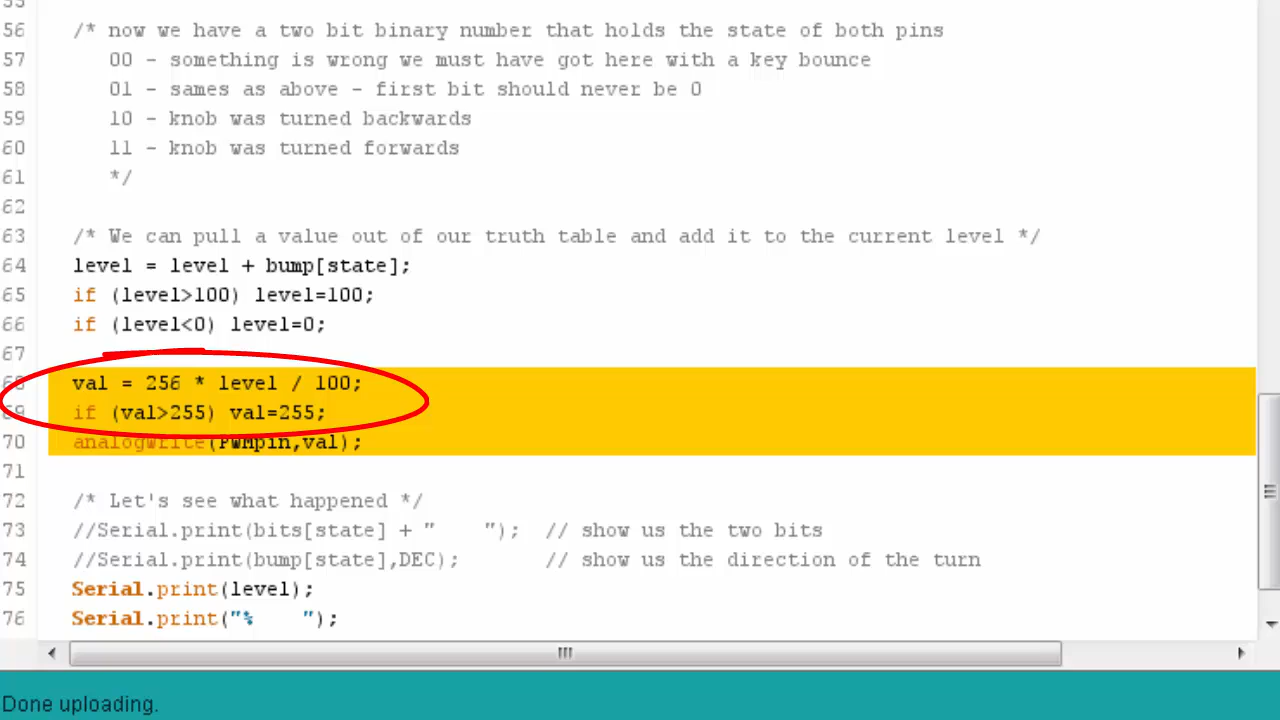 55
56 /* now we have a two bit binary number that holds the state of both pins
57 00 - something is wrong we must have got here with a key bounce
58 01 - sames as above - first bit should never be 0
59 10 - knob was turned backwards
60 11 - knob was turned forwards
61 */
62
63 /* We can pull a value out of our truth table and add it to the current level */
64 level = level + bump[state];
65 if (level>100) level=100;
66 if (level<0) level=0;
67
68 val = 256 * level / 100;
69 if (val>255) val=255;
70 analogWrite(PWMpin,val);
71
72 /* Let's see what happened */
73 //Serial.print(bits[state] + "    ");  // show us the two bits
74 //Serial.print(bump[state],DEC);       // show us the direction of the turn
75 Serial.print(level);
76 Serial.print("%    ");
Done uploading.